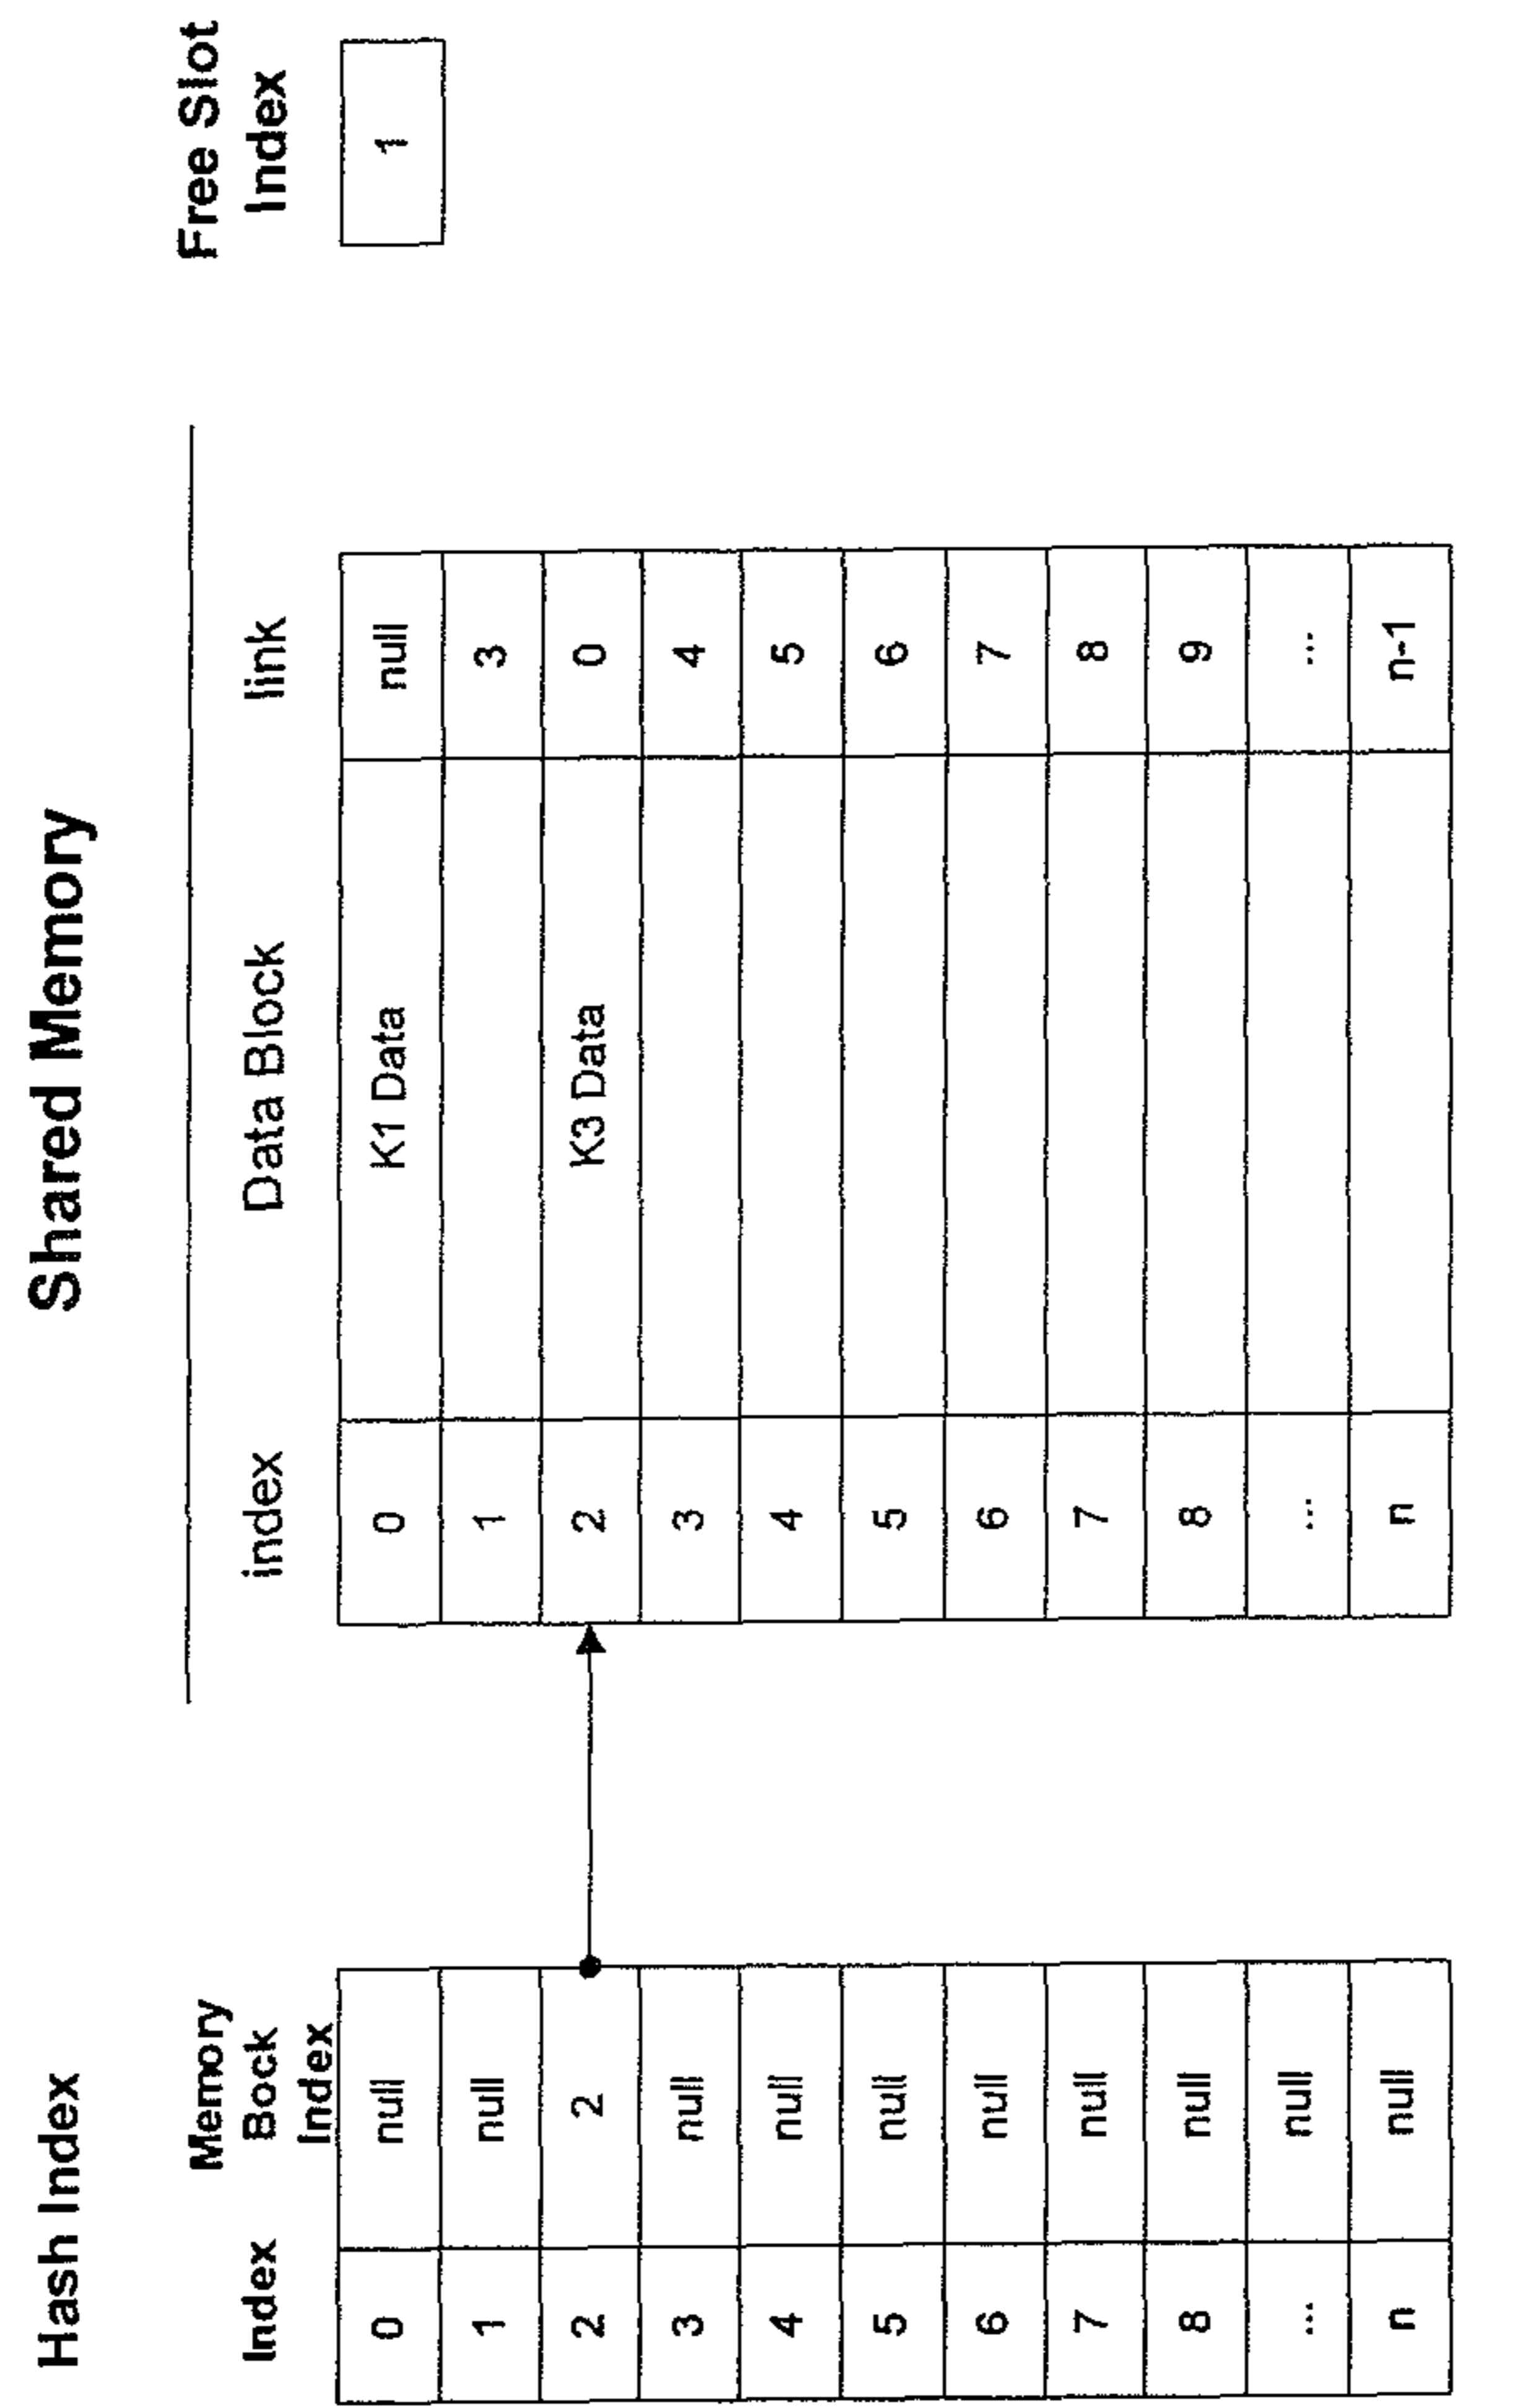 Hash Index
Shared Memory
Index Memory Bock Index
index Data Block link
Free Slot Index
0 null 0 K1 Data null 1
1 null 1 3
2 2 2 K3 Data 0
3 null 3 4
4 null 4 5
5 null 5 6
6 null 6 7
7 null 7 8
8 null 8 9
... null ... ...
n null n n-1